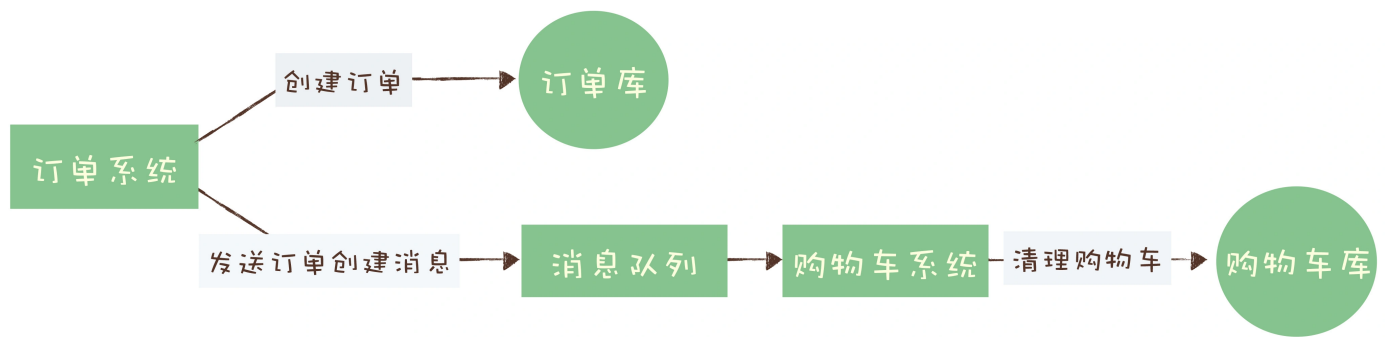 创建订单
订单库
订单系统
发送订单创建消息
消息队列
购物车系统
清理购物车
购物车库